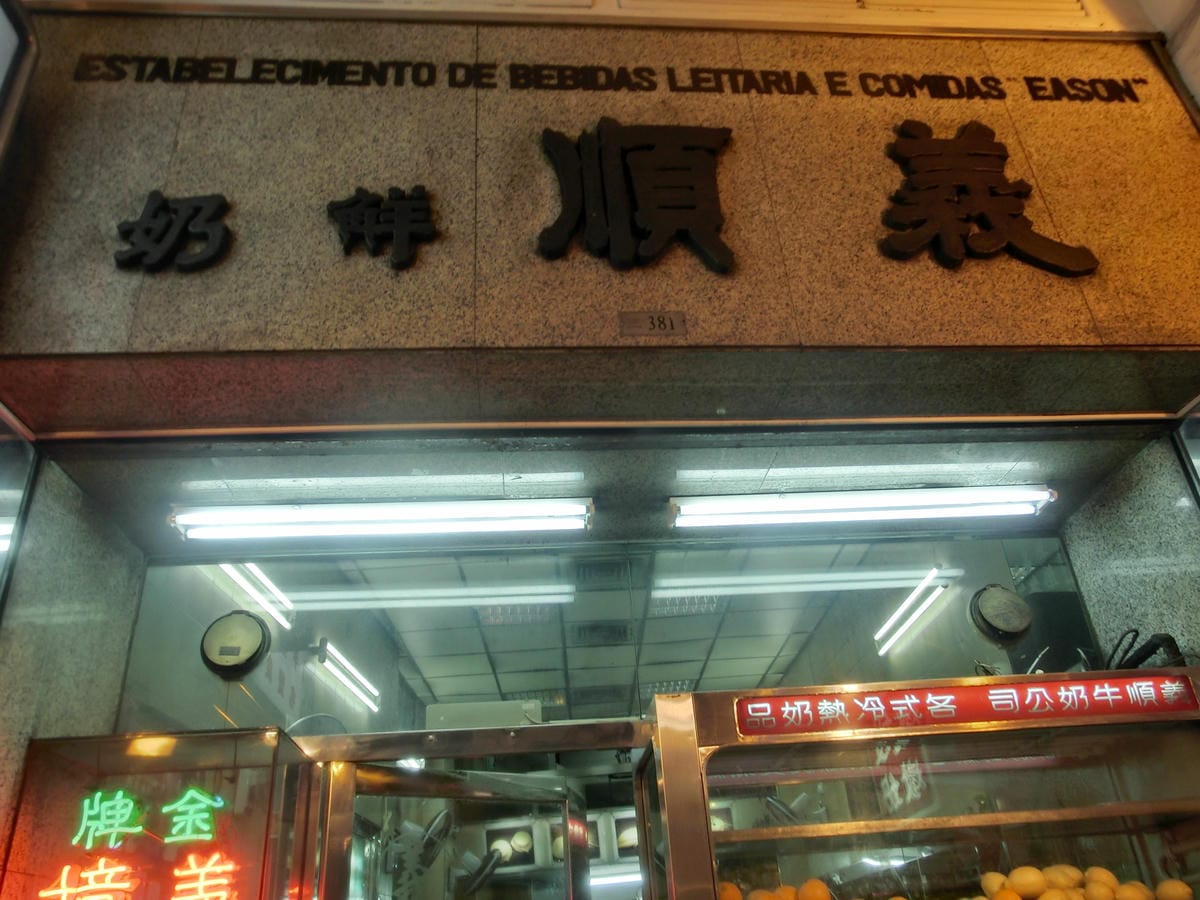 ESTABELECIMENTO DE BEBIDAS LEITARIA E COMIDAS "EASON"
義順鮮奶
381
義順牛奶公司 各式冷熱奶品
金牌